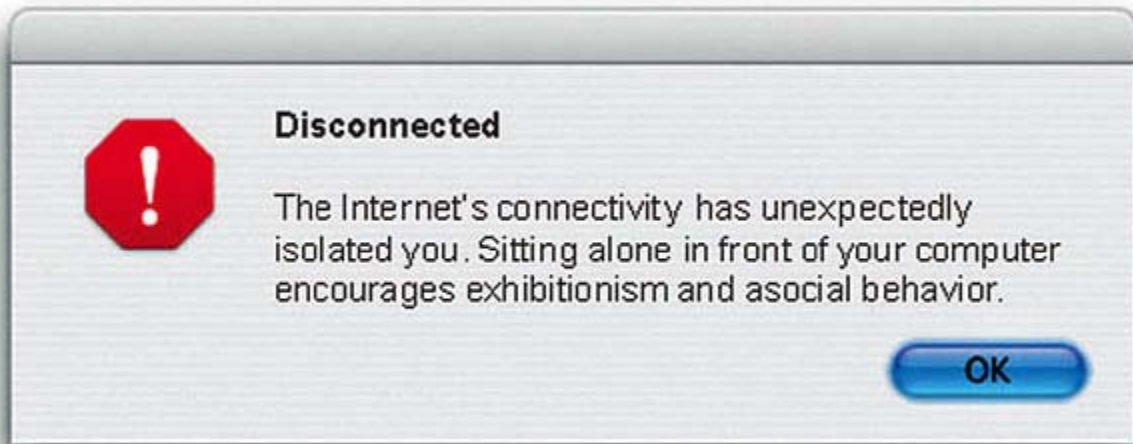 Disconnected
The Internet's connectivity has unexpectedly
isolated you. Sitting alone in front of your computer
encourages exhibitionism and asocial behavior.
OK